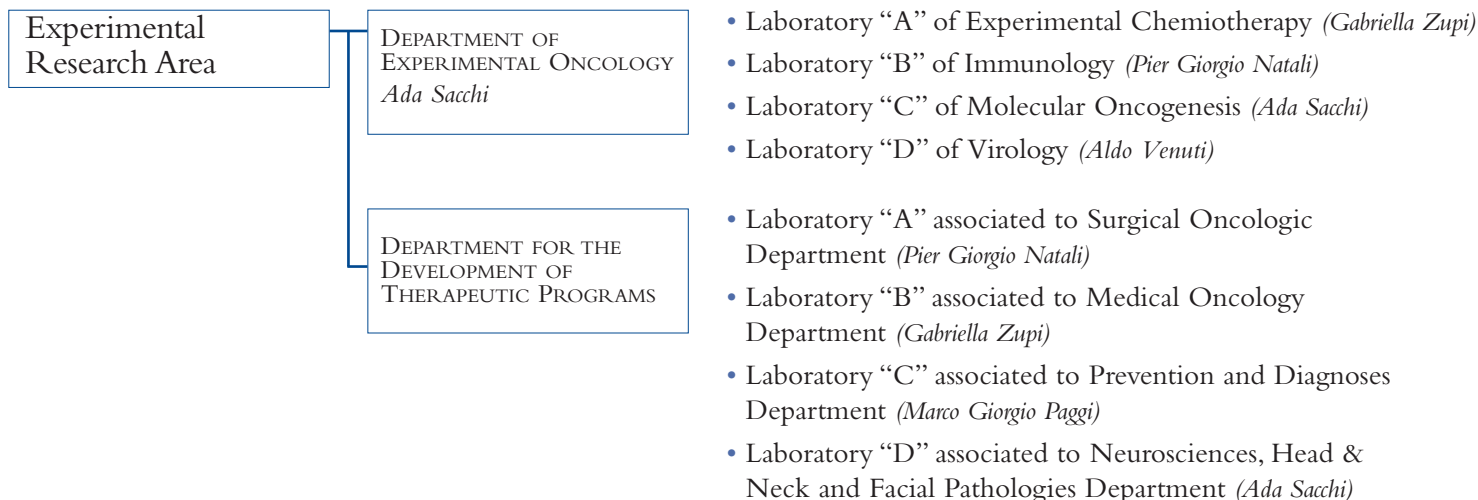 Experimental
Research Area
DEPARTMENT OF
EXPERIMENTAL ONCOLOGY
Ada Sacchi
• Laboratory “A” of Experimental Chemiotherapy (Gabriella Zupi)
• Laboratory “B” of Immunology (Pier Giorgio Natali)
• Laboratory “C” of Molecular Oncogenesis (Ada Sacchi)
• Laboratory “D” of Virology (Aldo Venuti)
DEPARTMENT FOR THE
DEVELOPMENT OF
THERAPEUTIC PROGRAMS
• Laboratory “A” associated to Surgical Oncologic
Department (Pier Giorgio Natali)
• Laboratory “B” associated to Medical Oncology
Department (Gabriella Zupi)
• Laboratory “C” associated to Prevention and Diagnoses
Department (Marco Giorgio Paggi)
• Laboratory “D” associated to Neurosciences, Head &
Neck and Facial Pathologies Department (Ada Sacchi)